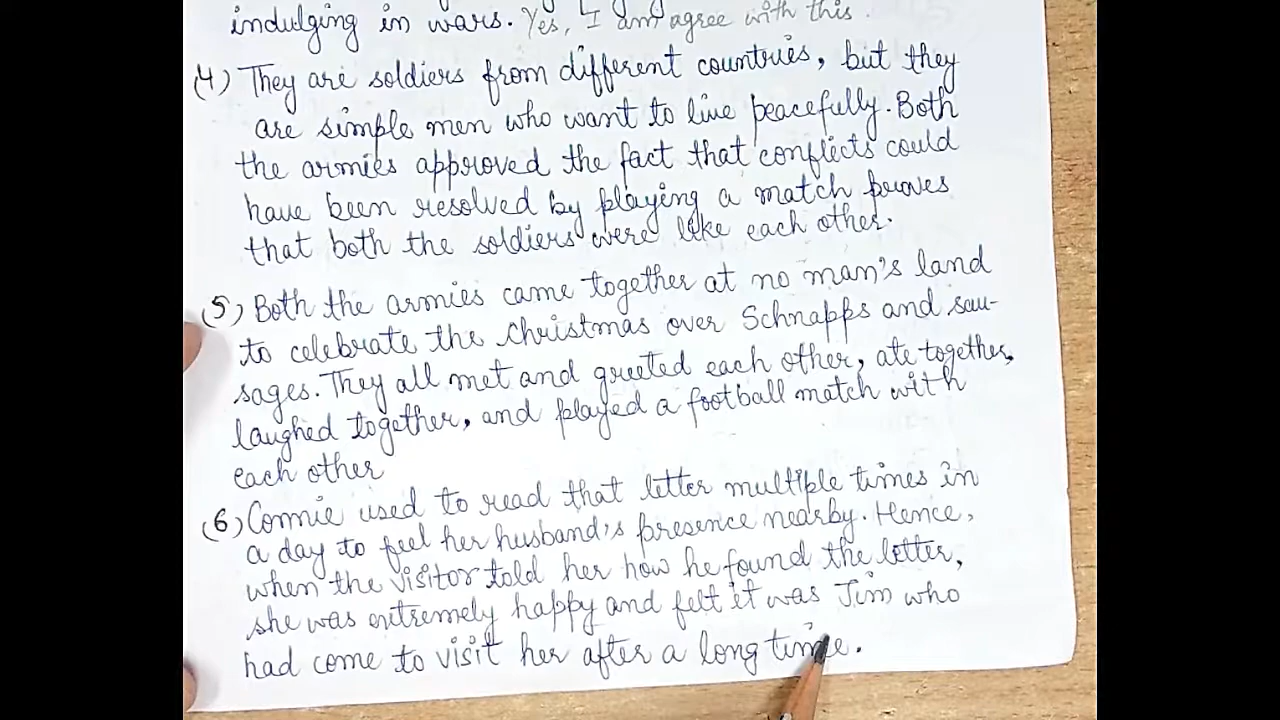 indulging in wars. Yes, I am agree with this.
(4) They are soldiers from different countries, but they
are simple men who want to live peacefully. Both
the armies approved the fact that conflicts could
have been resolved by playing a match proves
that both the soldiers were like each other.
(5) Both the armies came together at no man's land
to celebrate the christmas over Schnapps and sau-
sages. They all met and greeted each other, ate together,
laughed together, and played a football match with
each other
(6) Connie used to read that letter multiple times in
a day to feel her husband's presence nearby. Hence,
when the visitor told her how he found the letter,
she was extremely happy and felt it was Jim who
had come to visit her after a long time.